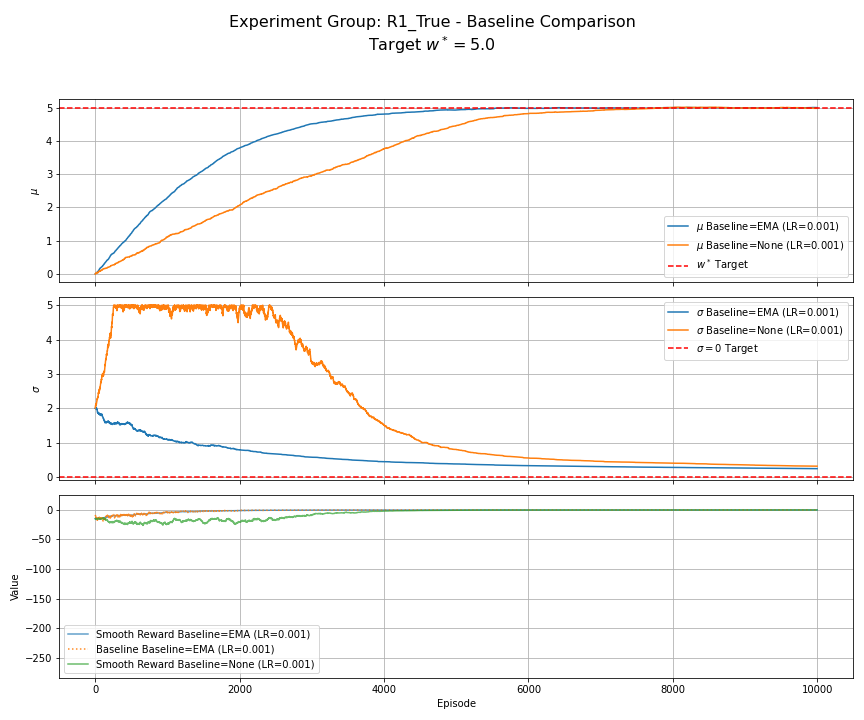 Experiment Group: R1_True - Baseline Comparison
Target w* = 5.0
5
4
3
2
1
0
μ
μ Baseline=EMA (LR=0.001)
μ Baseline=None (LR=0.001)
w* Target
5
4
3
2
1
0
σ
σ Baseline=EMA (LR=0.001)
σ Baseline=None (LR=0.001)
σ = 0 Target
0
−50
−100
−150
−200
−250
Value
Smooth Reward Baseline=EMA (LR=0.001)
Baseline Baseline=EMA (LR=0.001)
Smooth Reward Baseline=None (LR=0.001)
0 2000 4000 6000 8000 10000
Episode